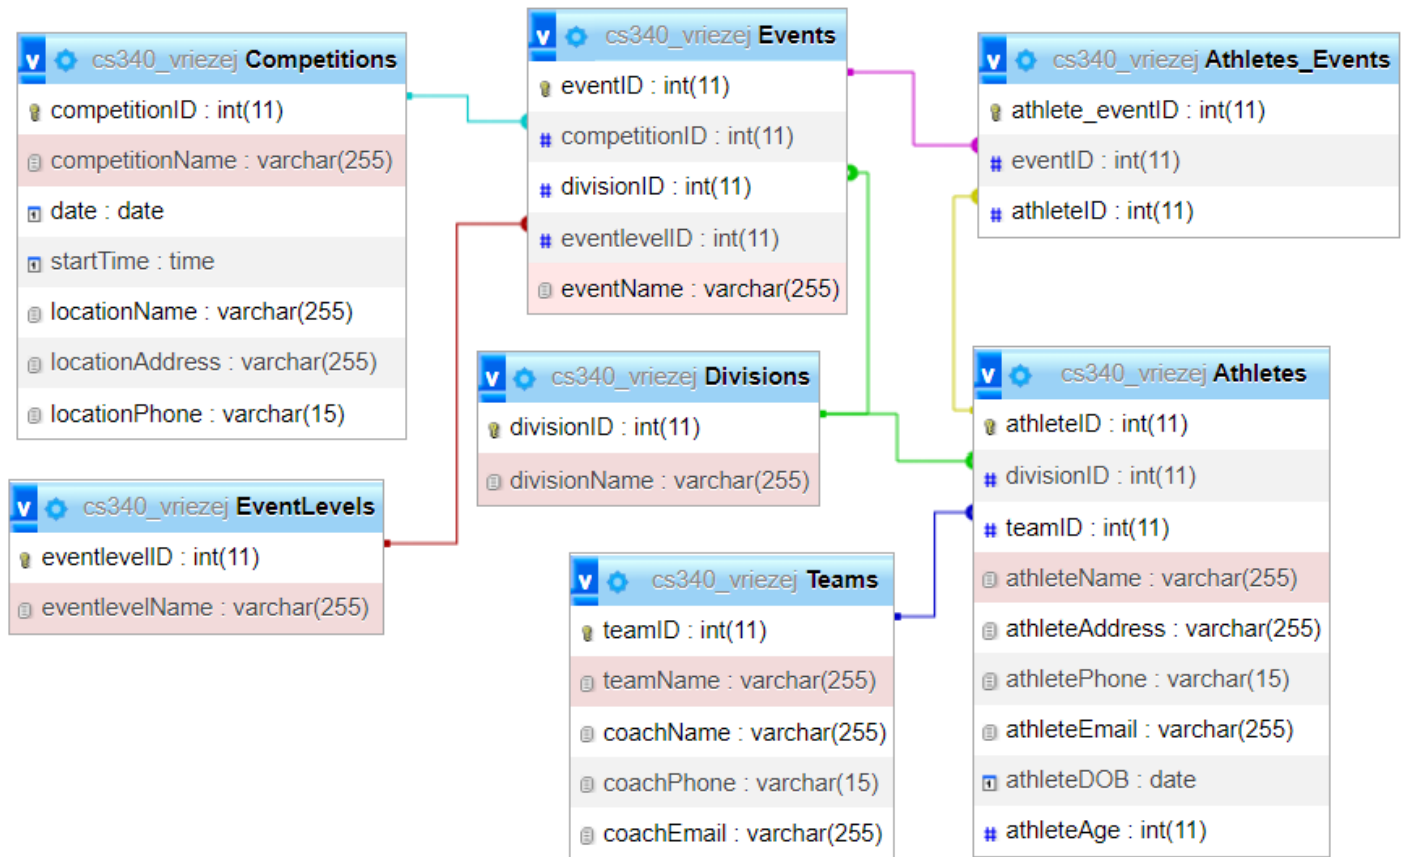 v cs340_vriezej Competitions
competitionID : int(11)
competitionName : varchar(255)
date : date
startTime : time
locationName : varchar(255)
locationAddress : varchar(255)
locationPhone : varchar(15)
v cs340_vriezej Events
eventID : int(11)
competitionID : int(11)
divisionID : int(11)
eventlevelID : int(11)
eventName : varchar(255)
v cs340_vriezej Athletes_Events
athlete_eventID : int(11)
eventID : int(11)
athleteID : int(11)
v cs340_vriezej Divisions
divisionID : int(11)
divisionName : varchar(255)
v cs340_vriezej Athletes
athleteID : int(11)
divisionID : int(11)
teamID : int(11)
athleteName : varchar(255)
athleteAddress : varchar(255)
athletePhone : varchar(15)
athleteEmail : varchar(255)
athleteDOB : date
athleteAge : int(11)
v cs340_vriezej EventLevels
eventlevelID : int(11)
eventlevelName : varchar(255)
v cs340_vriezej Teams
teamID : int(11)
teamName : varchar(255)
coachName : varchar(255)
coachPhone : varchar(15)
coachEmail : varchar(255)